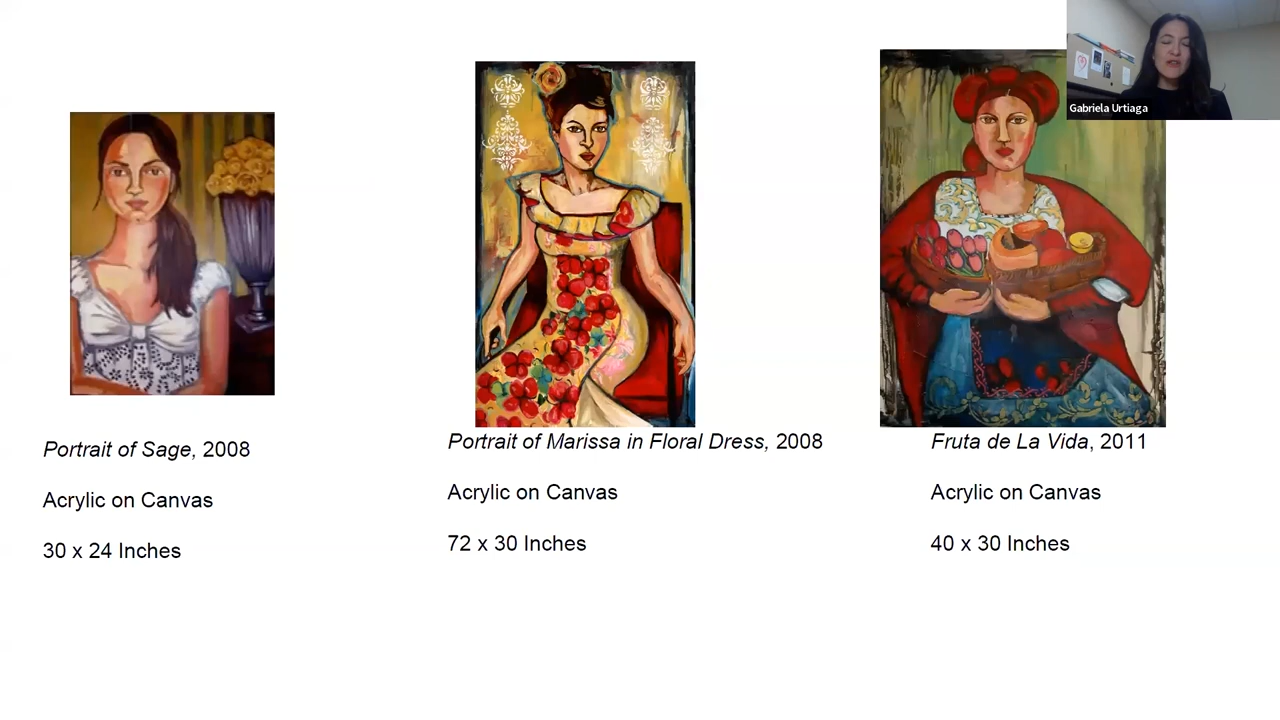 Gabriela Urtiaga
Portrait of Sage, 2008
Acrylic on Canvas
30 x 24 Inches
Portrait of Marissa in Floral Dress, 2008
Acrylic on Canvas
72 x 30 Inches
Fruta de La Vida, 2011
Acrylic on Canvas
40 x 30 Inches